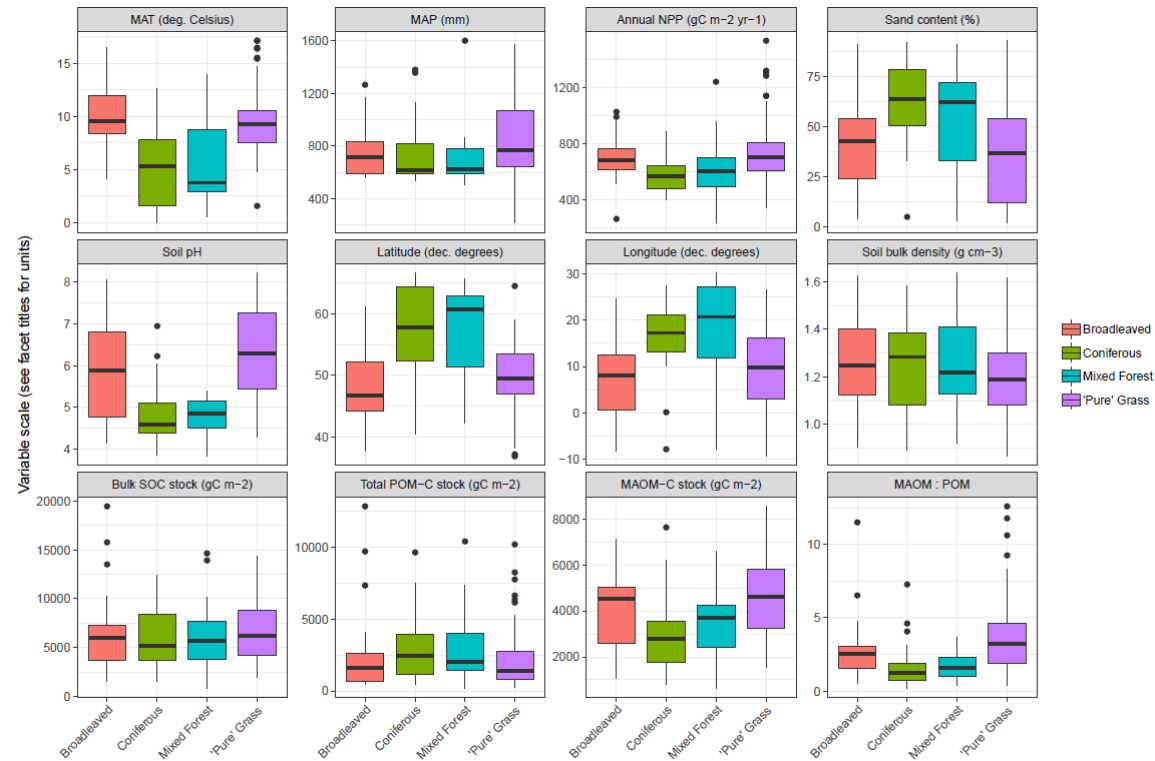 MAT (deg. Celsius)
MAP (mm)
Annual NPP (gC m−2 yr−1)
Sand content (%)
15
10
5
0
1600
1200
800
400
1200
800
400
75
50
25
0
Soil pH
Latitude (dec. degrees)
Longitude (dec. degrees)
Soil bulk density (g cm−3)
8
7
6
5
4
60
50
40
30
20
10
0
−10
1.6
1.4
1.2
1.0
Bulk SOC stock (gC m−2)
Total POM−C stock (gC m−2)
MAOM−C stock (gC m−2)
MAOM : POM
20000
15000
10000
5000
0
10000
5000
0
8000
6000
4000
2000
10
5
0
Broadleaved
Coniferous
Mixed Forest
'Pure' Grass
Broadleaved
Coniferous
Mixed Forest
'Pure' Grass
Broadleaved
Coniferous
Mixed Forest
'Pure' Grass
Broadleaved
Coniferous
Mixed Forest
'Pure' Grass
Variable scale (see facet titles for units)
Broadleaved
Coniferous
Mixed Forest
'Pure' Grass